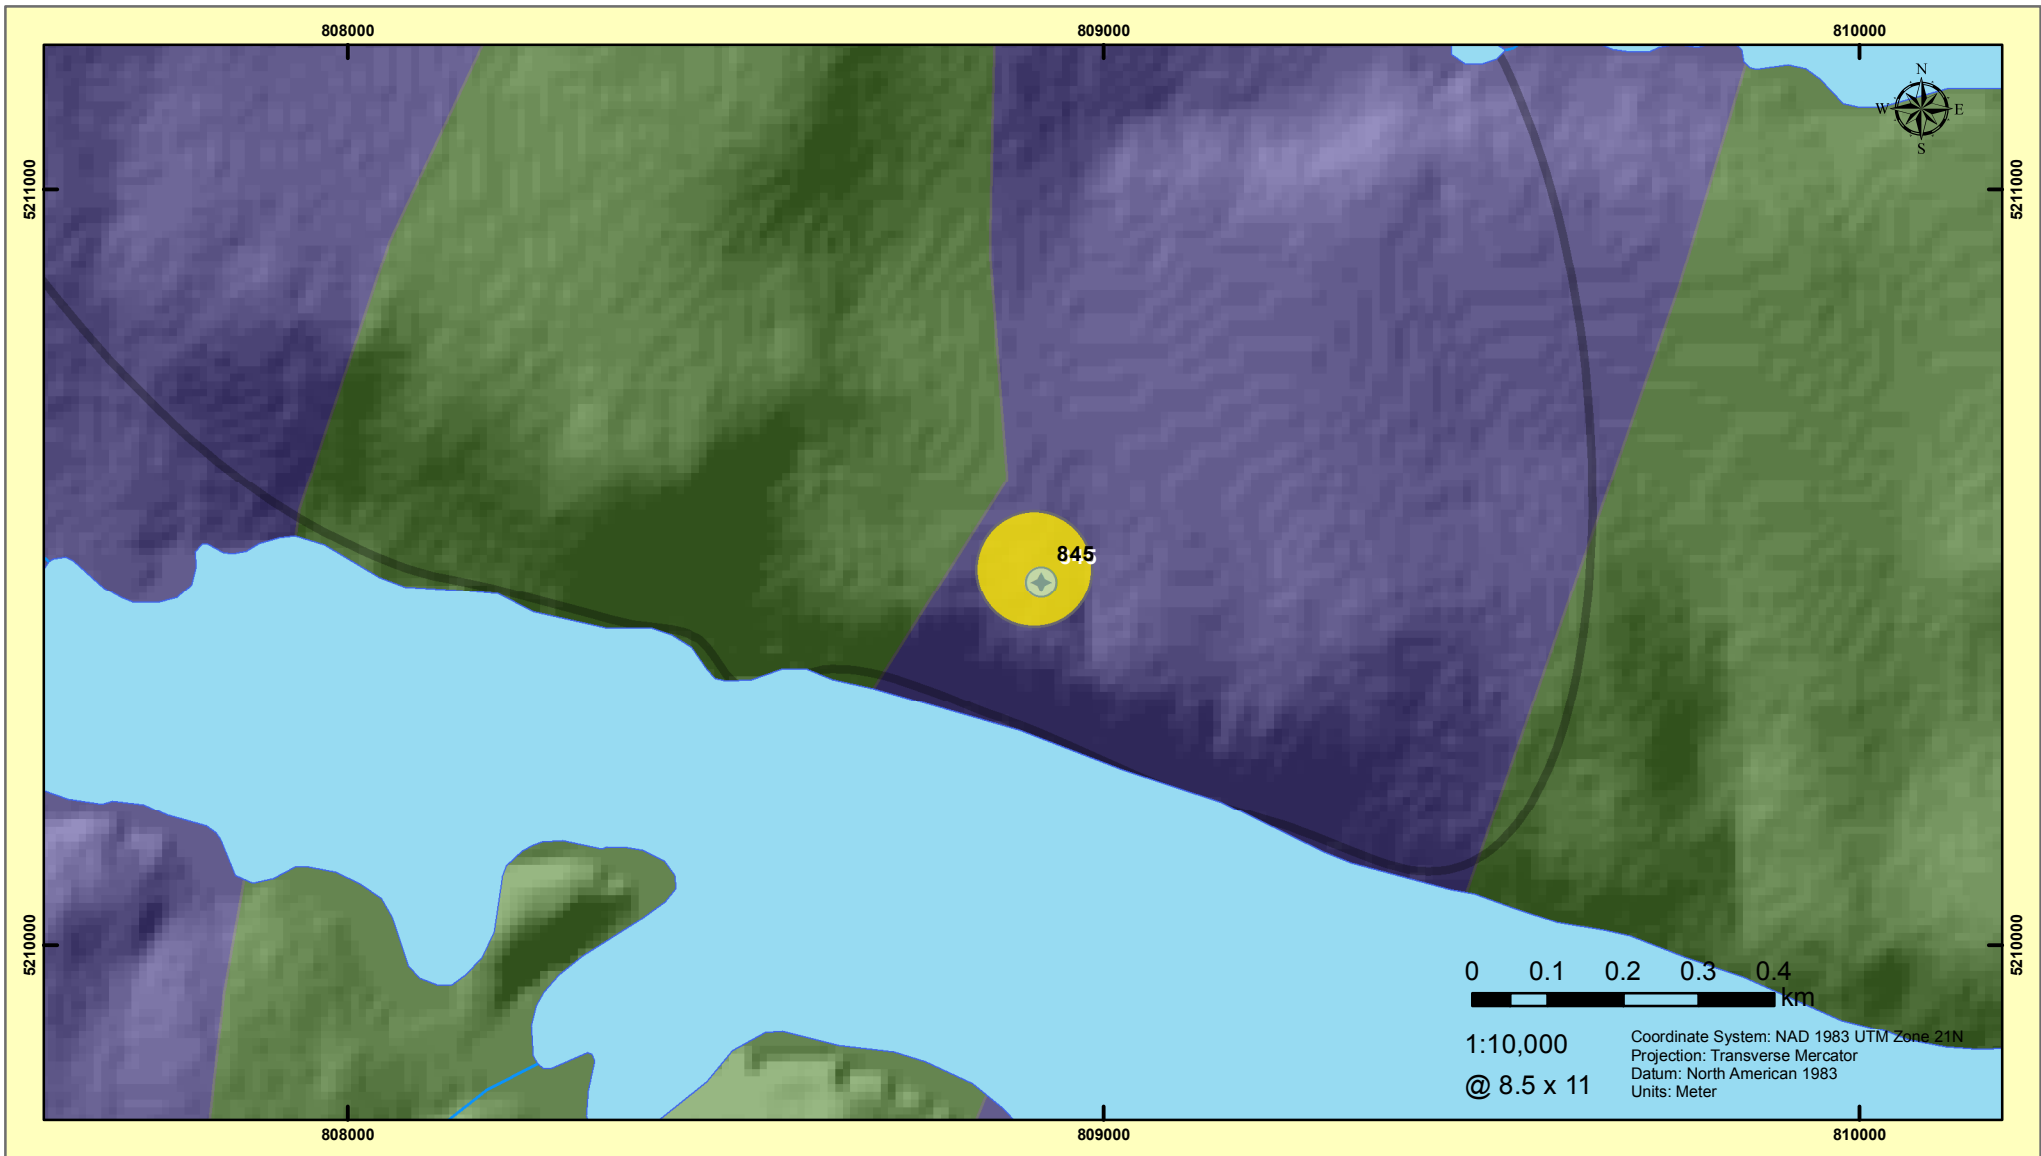 808000 809000 810000
N
W E
S
5211000 5211000
845
5210000 5210000
0 0.1 0.2 0.3 0.4
km
1:10,000
@ 8.5 x 11
Coordinate System: NAD 1983 UTM Zone 21N
Projection: Transverse Mercator
Datum: North American 1983
Units: Meter
808000 809000 810000